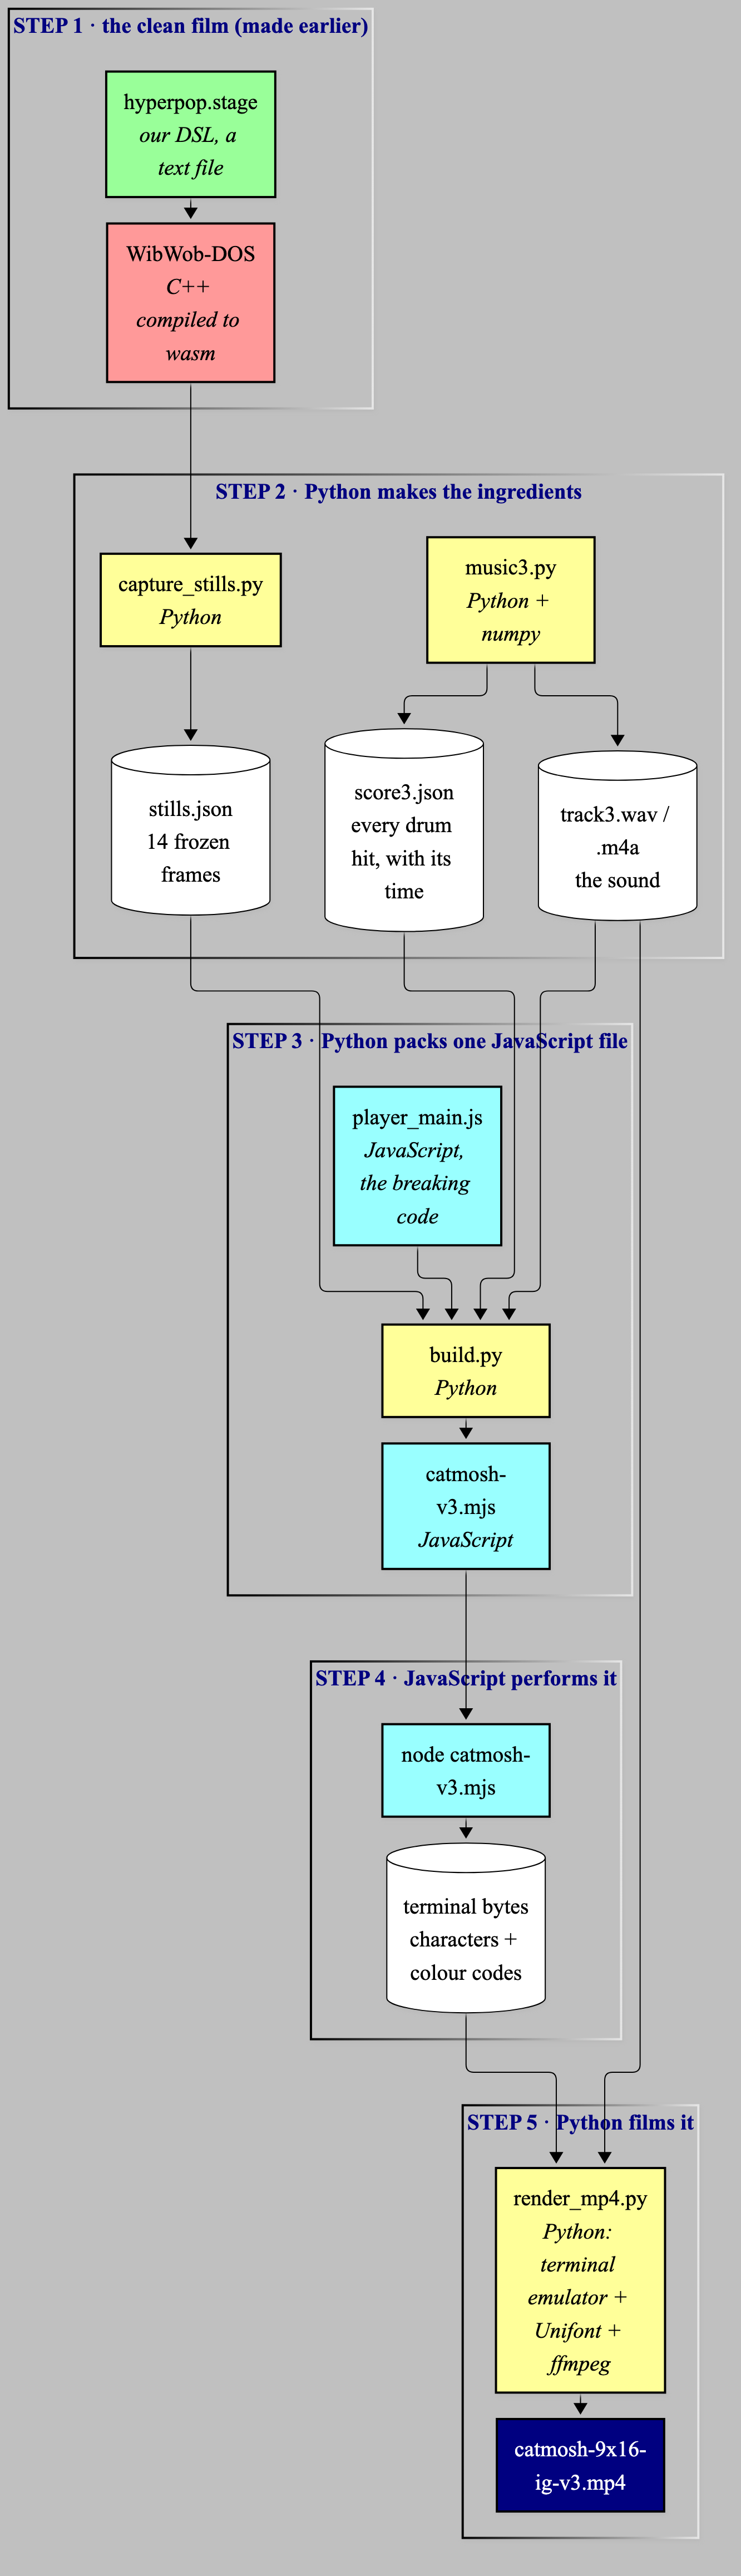 STEP 1 · the clean film (made earlier)
hyperpop.stage
our DSL, a
text file
WibWob-DOS
C++
compiled to
wasm
STEP 2 · Python makes the ingredients
capture_stills.py
Python
music3.py
Python +
numpy
stills.json
14 frozen
frames
score3.json
every drum
hit, with its
time
track3.wav /
.m4a
the sound
STEP 3 · Python packs one JavaScript file
player_main.js
JavaScript,
the breaking
code
build.py
Python
catmosh-
v3.mjs
JavaScript
STEP 4 · JavaScript performs it
node catmosh-
v3.mjs
terminal bytes
characters +
colour codes
STEP 5 · Python films it
render_mp4.py
Python:
terminal
emulator +
Unifont +
ffmpeg
catmosh-9x16-
ig-v3.mp4